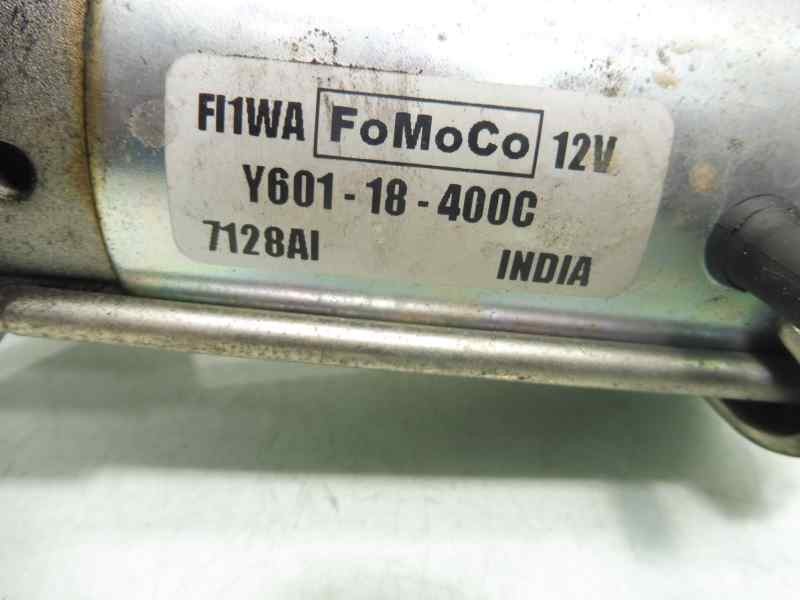 FI1WA FoMoCo 12V
Y601-18-400C
7128AI INDIA